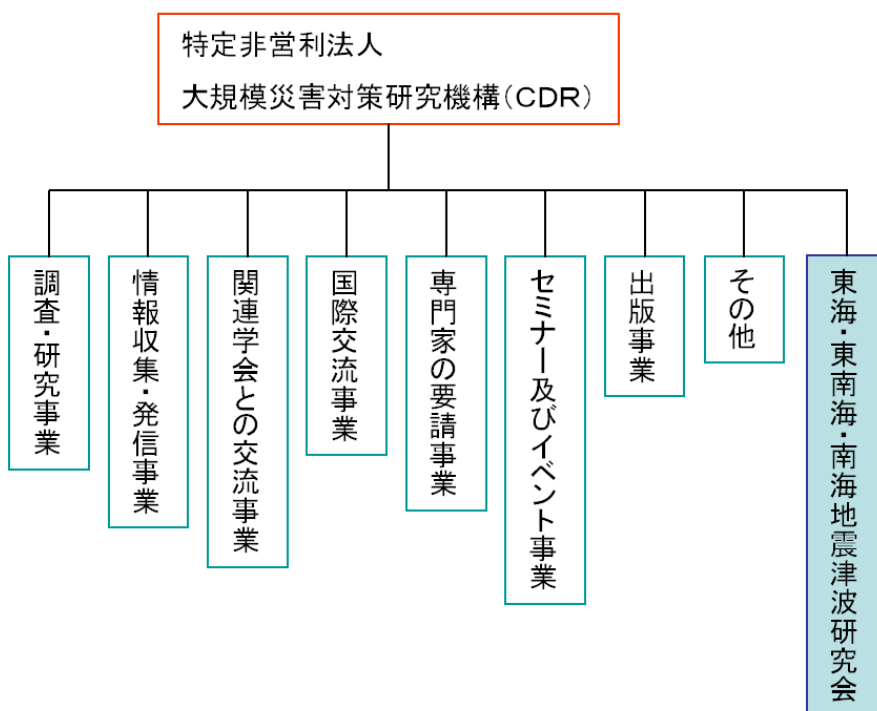 特定非営利法人
大規模災害対策研究機構(CDR)
調査・研究事業
情報収集・発信事業
関連学会との交流事業
国際交流事業
専門家の要請事業
セミナー及びイベント事業
出版事業
その他
東海・東南海・南海地震津波研究会